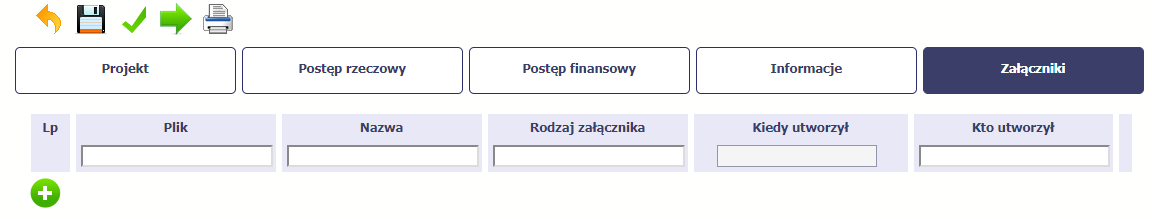 Projekt Postęp rzeczowy Postęp finansowy Informacje Załączniki
Lp Plik Nazwa Rodzaj załącznika Kiedy utworzył Kto utworzył